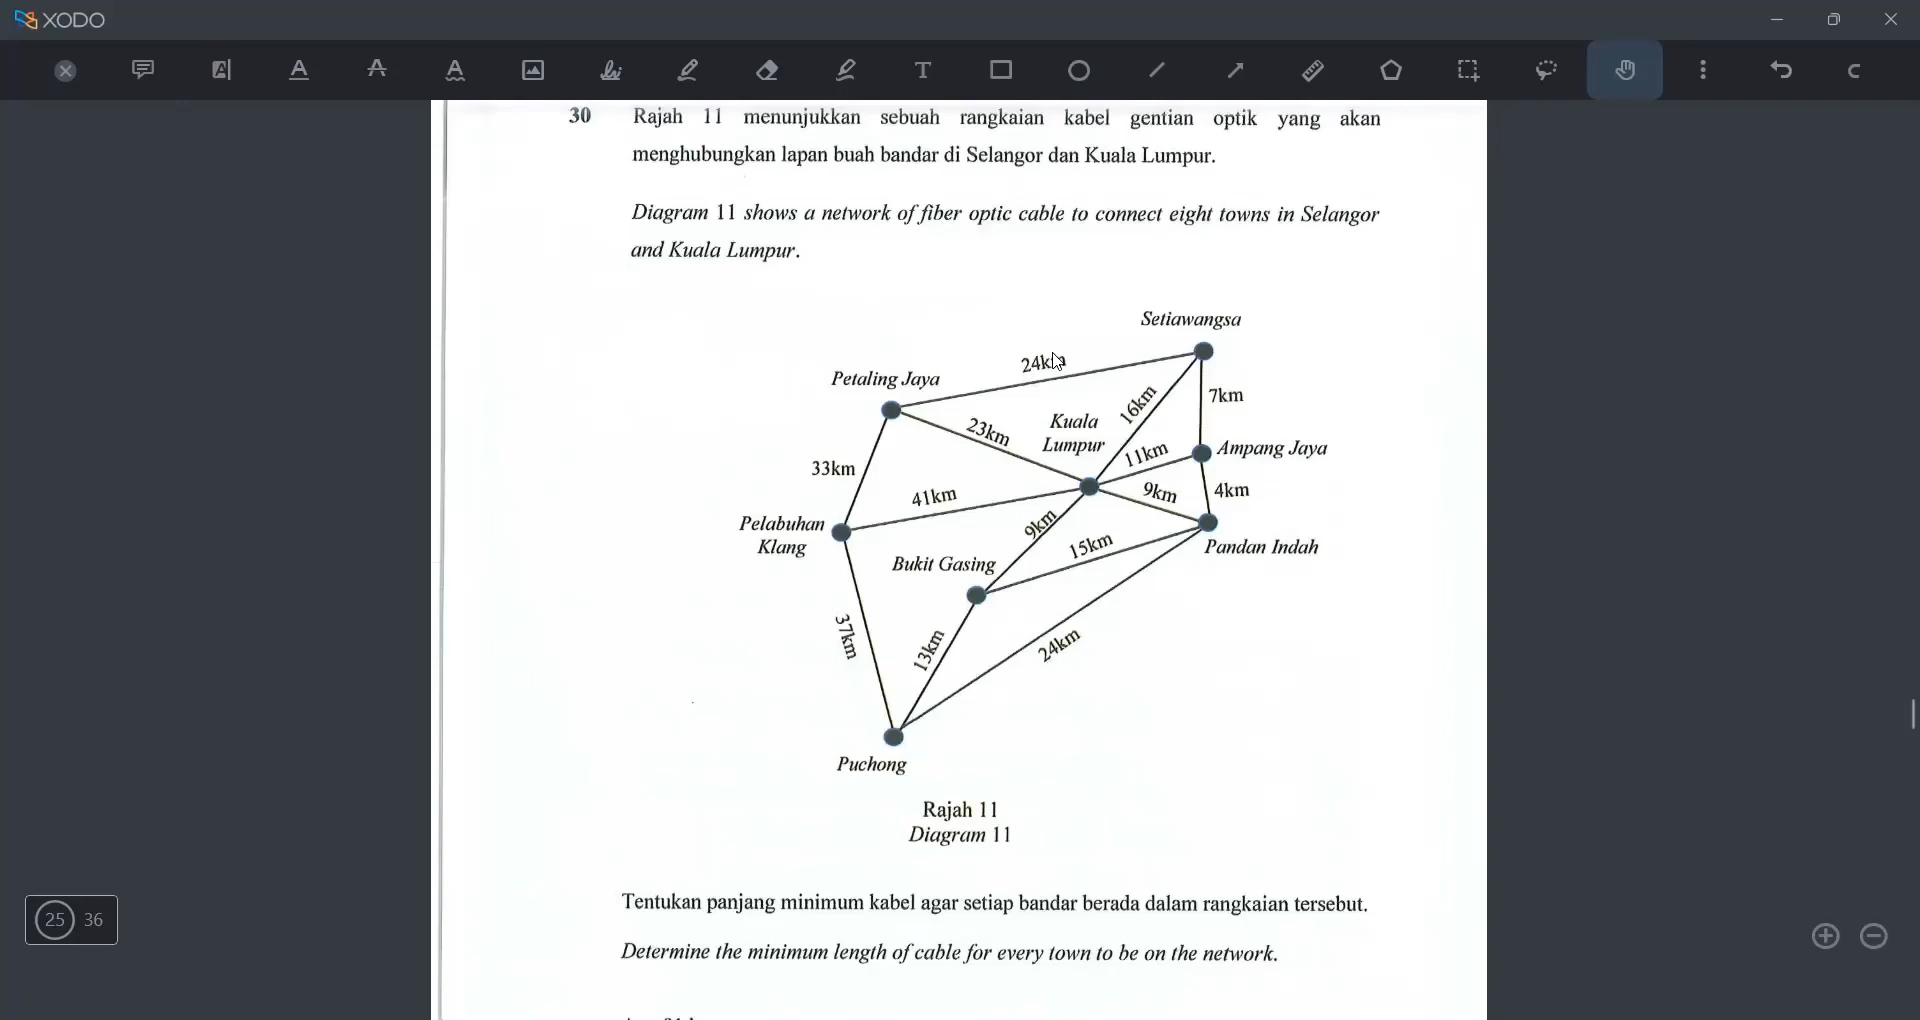 XODO
30 Rajah 11 menunjukkan sebuah rangkaian kabel gentian optik yang akan
menghubungkan lapan buah bandar di Selangor dan Kuala Lumpur.
Diagram 11 shows a network of fiber optic cable to connect eight towns in Selangor
and Kuala Lumpur.
Setiawangsa
24km
Petaling Jaya
16km
7km
Kuala
Lumpur
23km
11km
Ampang Jaya
33km
41km
9km
4km
Pelabuhan
Klang
9km
15km
Pandan Indah
Bukit Gasing
37km
13km
24km
Puchong
Rajah 11
Diagram 11
Tentukan panjang minimum kabel agar setiap bandar berada dalam rangkaian tersebut.
Determine the minimum length of cable for every town to be on the network.
25 36